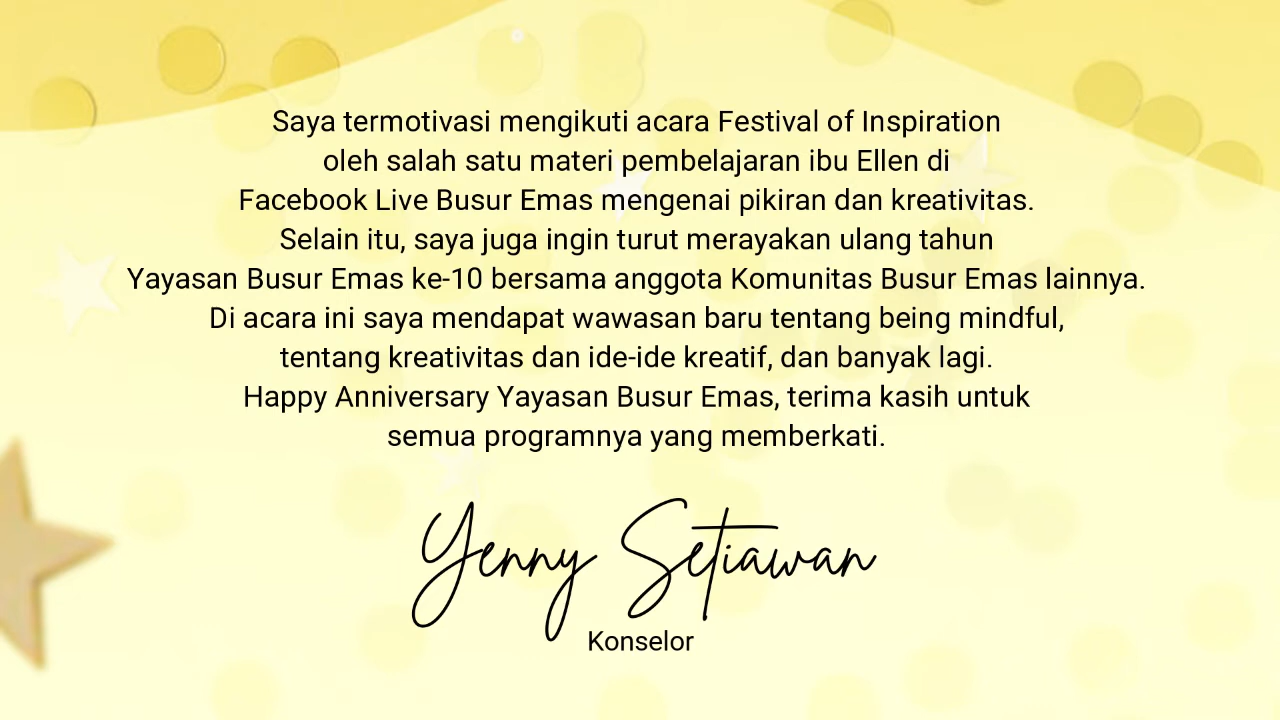 Saya termotivasi mengikuti acara Festival of Inspiration
oleh salah satu materi pembelajaran ibu Ellen di
Facebook Live Busur Emas mengenai pikiran dan kreativitas.
Selain itu, saya juga ingin turut merayakan ulang tahun
Yayasan Busur Emas ke-10 bersama anggota Komunitas Busur Emas lainnya.
Di acara ini saya mendapat wawasan baru tentang being mindful,
tentang kreativitas dan ide-ide kreatif, dan banyak lagi.
Happy Anniversary Yayasan Busur Emas, terima kasih untuk
semua programnya yang memberkati.
Yenny Setiawan
Konselor